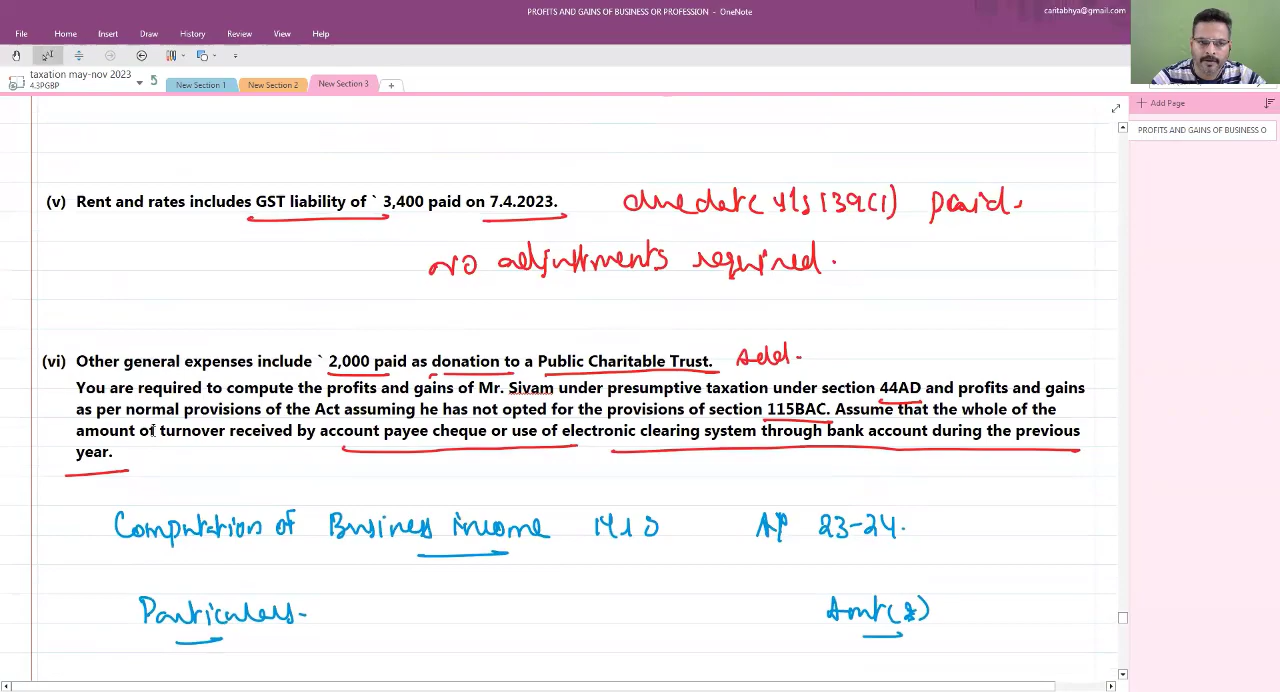 PROFITS AND GAINS OF BUSINESS OR PROFESSION - OneNote
caritabhya@gmail.com
File Home Insert Draw History Review View Help
taxation may-nov 2023
4.3PGBP
New Section 1 New Section 2 New Section 3
Add Page
PROFITS AND GAINS OF BUSINESS O
(v) Rent and rates includes GST liability of ` 3,400 paid on 7.4.2023. due date u/s 139(1) paid.
No adjustments required.
(vi) Other general expenses include ` 2,000 paid as donation to a Public Charitable Trust. Add.
You are required to compute the profits and gains of Mr. Sivam under presumptive taxation under section 44AD and profits and gains
as per normal provisions of the Act assuming he has not opted for the provisions of section 115BAC. Assume that the whole of the
amount of turnover received by account payee cheque or use of electronic clearing system through bank account during the previous
year.
Computation of Business income AY 23-24.
Particulars.
Amt(₹)